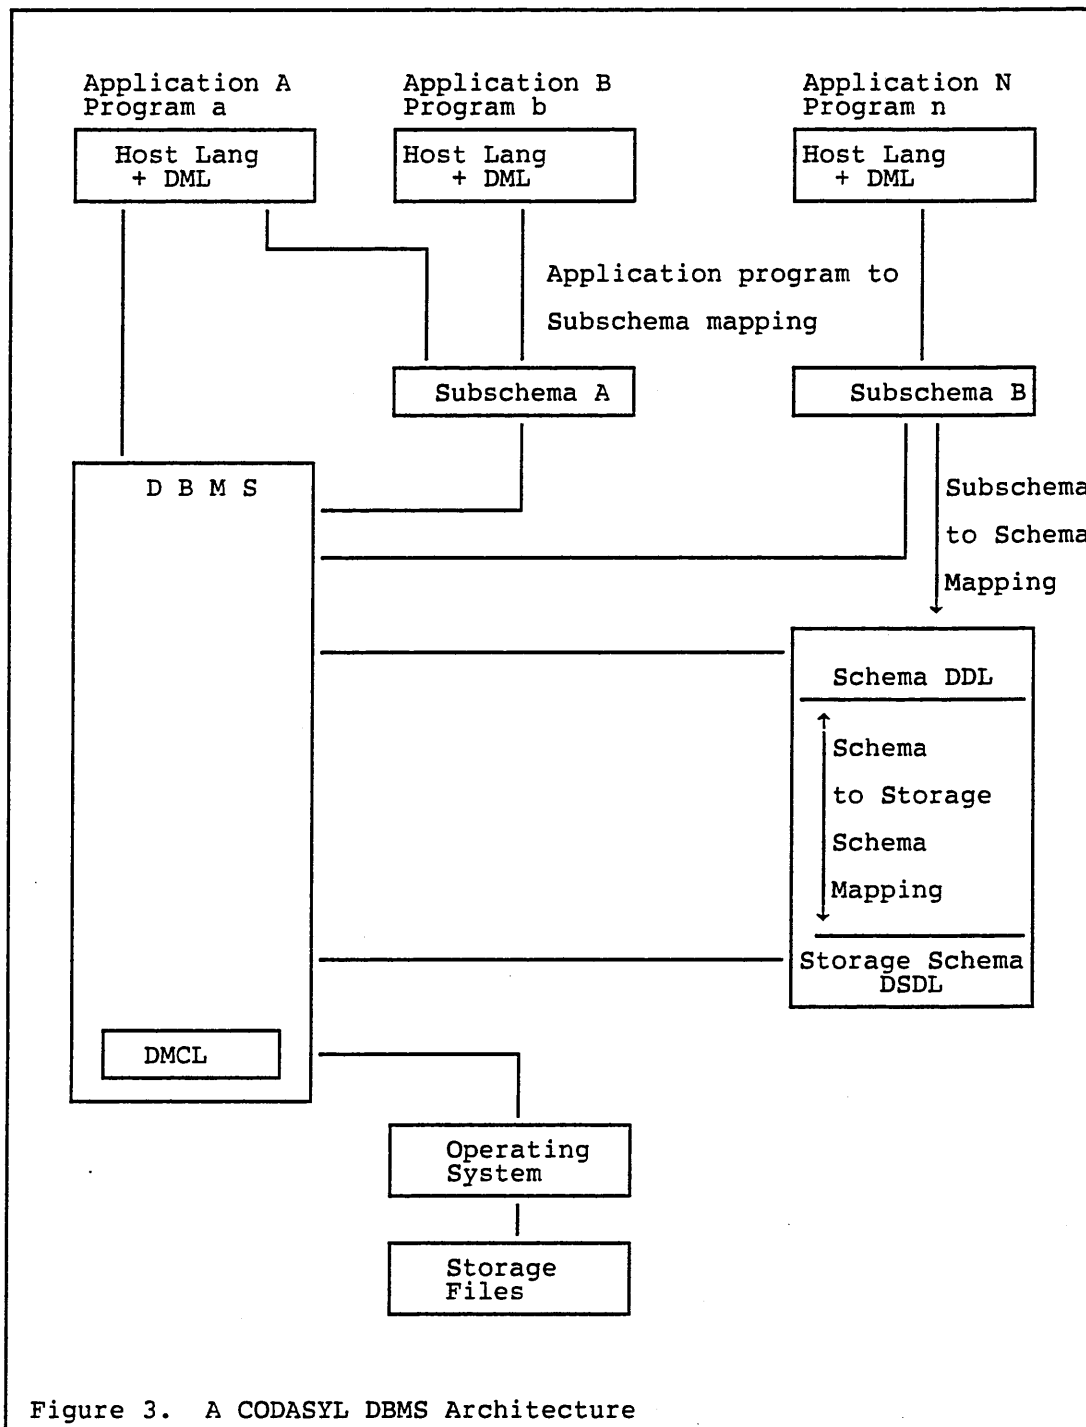 Application A
Program a
Application B
Program b
Application N
Program n
Host Lang
+ DML
Host Lang
+ DML
Host Lang
+ DML
Application program to
Subschema mapping
Subschema A
Subschema B
D B M S
Subschema
to Schema
Mapping
Schema DDL
Schema
to Storage
Schema
Mapping
Storage Schema
DSDL
DMCL
Operating
System
Storage
Files
Figure 3. A CODASYL DBMS Architecture